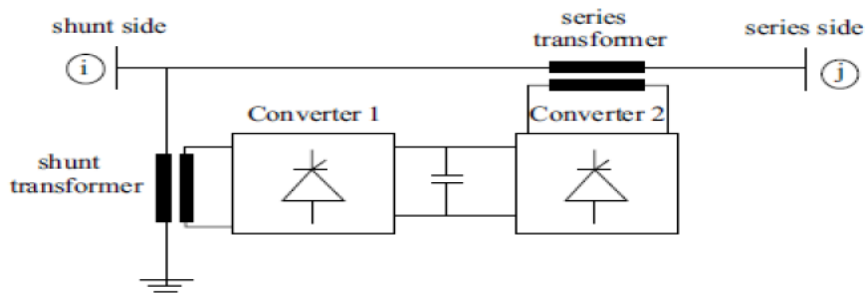 shunt side
series
transformer
series side
i
j
Converter 1
Converter 2
shunt
transformer